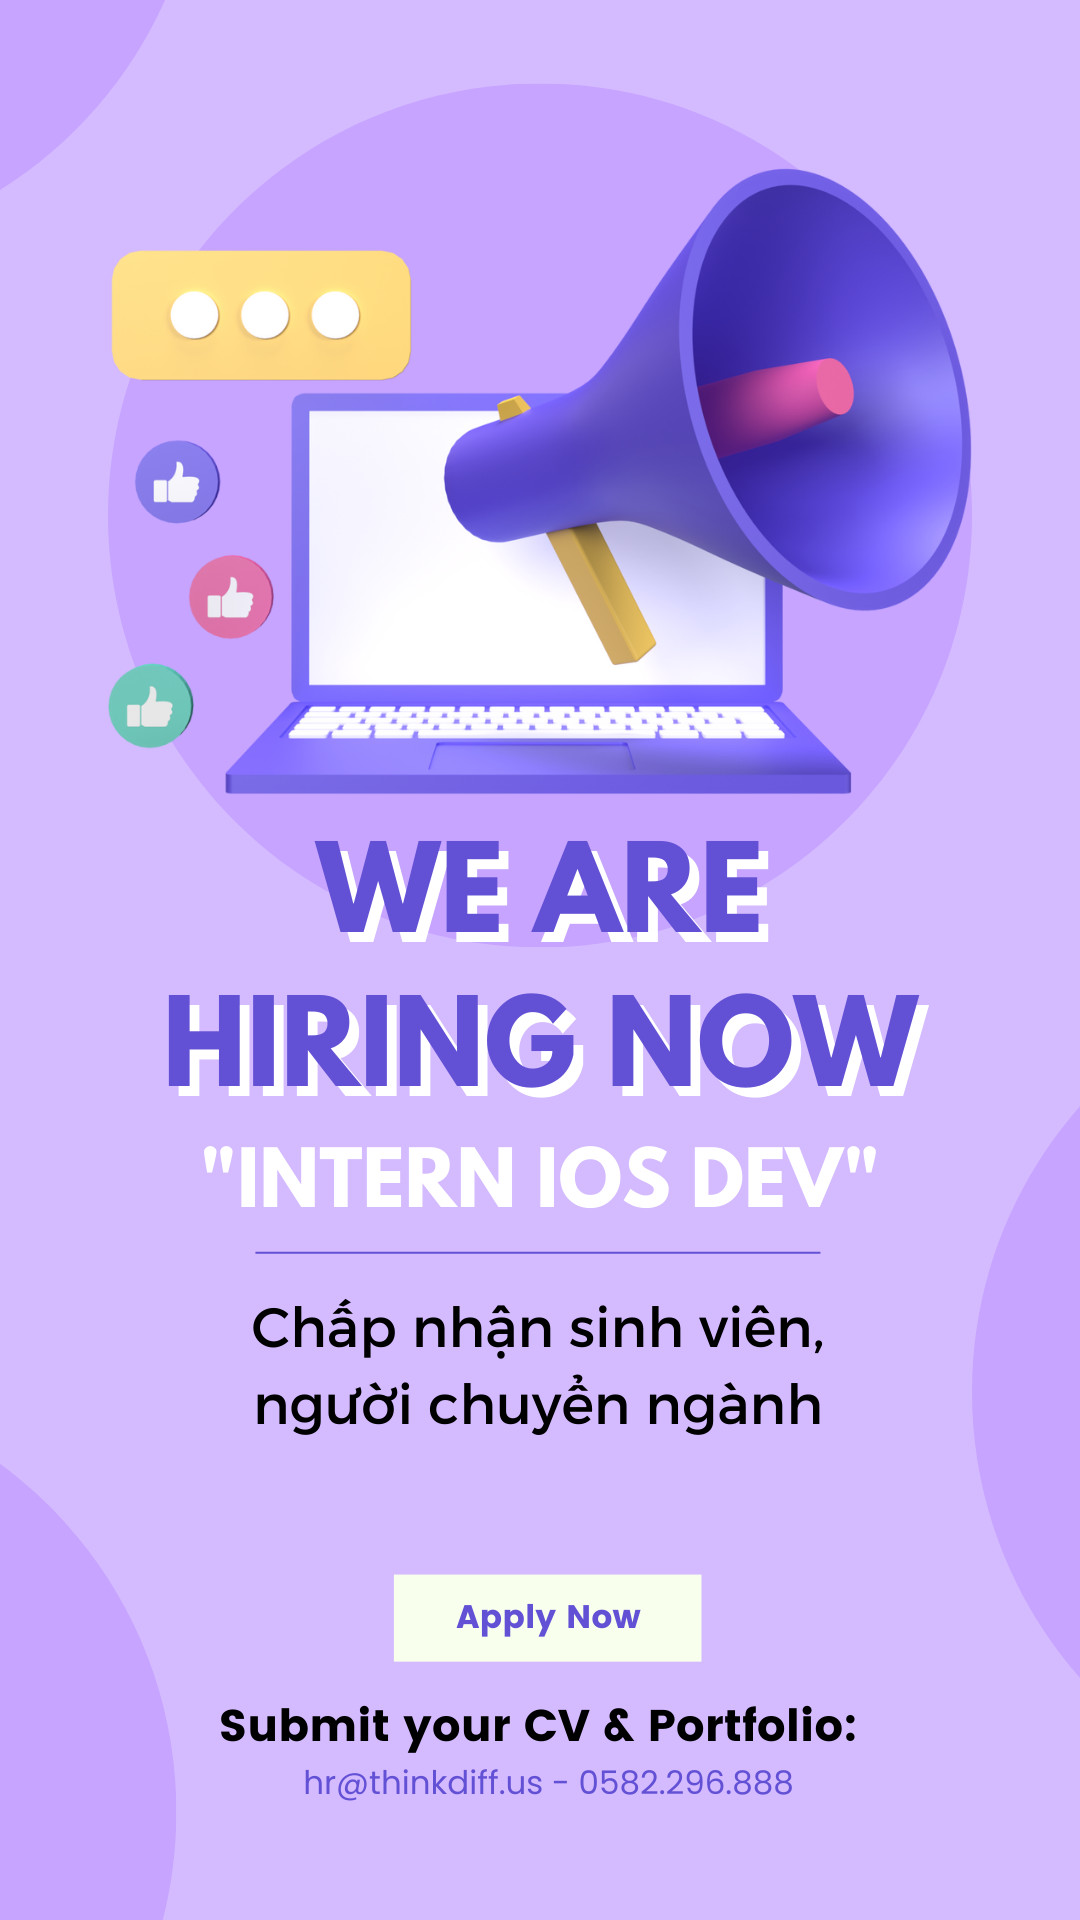 WE ARE
HIRING NOW
"INTERN IOS DEV"
Chấp nhận sinh viên,
người chuyển ngành
Apply Now
Submit your CV & Portfolio:
hr@thinkdiff.us - 0582.296.888